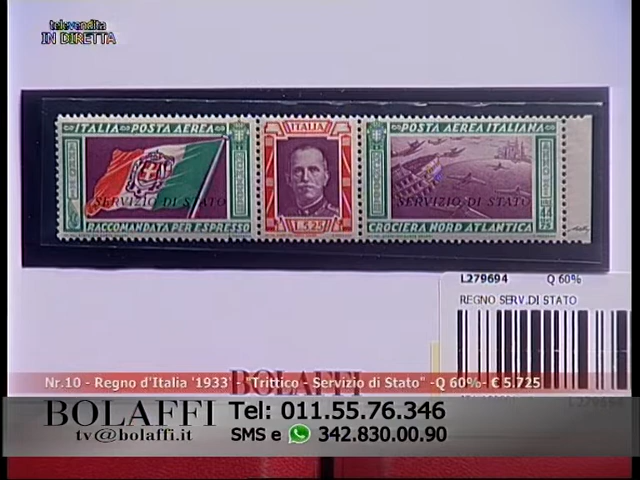 televendita
IN DIRETTA
ITALIA POSTA AEREA
ITALIA
POSTA AEREA ITALIANA
SERVIZIO DI STATO
SERVIZIO DI STATO
RACCOMANDATA PER ESPRESSO
L.5.25
CROCIERA NORD ATLANTICA
L279694 Q 60%
REGNO SERV.DI STATO
BOLAFFI
Nr.10 - Regno d'Italia '1933 "Trittico - Servizio di Stato" -Q 60%- € 5.725
BOLAFFI
Tel: 011.55.76.346
tv@bolaffi.it
SMS e 342.830.00.90